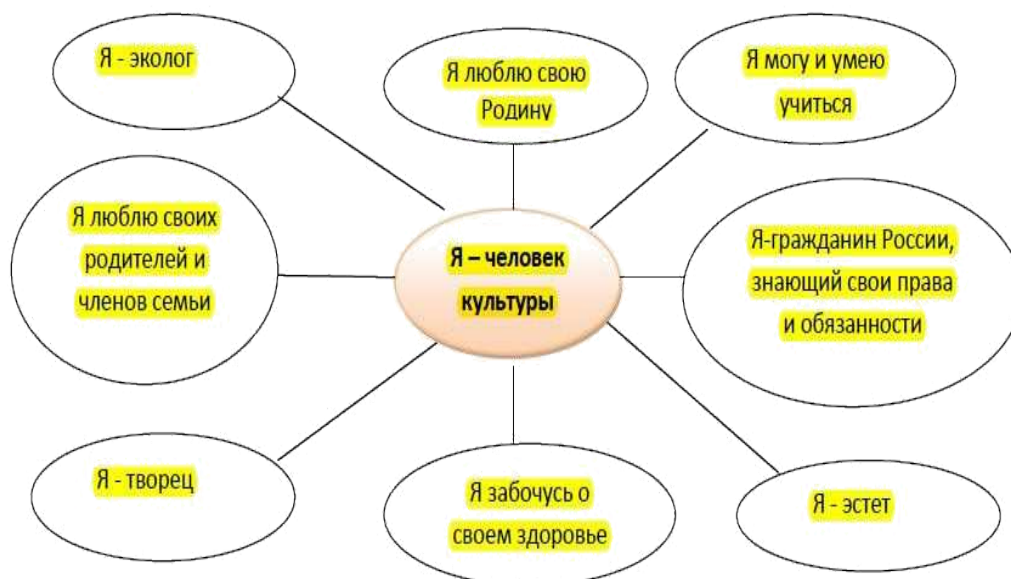 Я - эколог
Я люблю свою
Родину
Я могу и умею
учиться
Я люблю своих
родителей и
членов семьи
Я – человек
культуры
Я-гражданин России,
знающий свои права
и обязанности
Я - творец
Я забочусь о
своем здоровье
Я - эстет